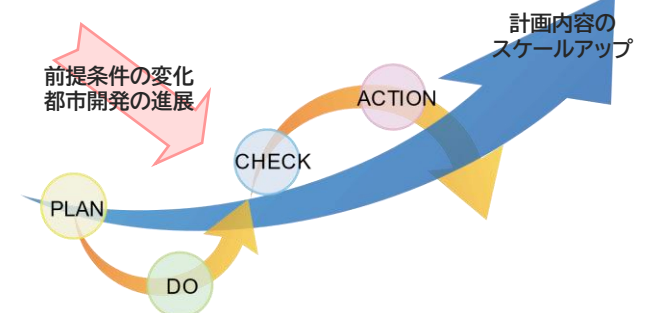 計画内容の
スケールアップ
前提条件の変化
都市開発の進展
ACTION
CHECK
PLAN
DO